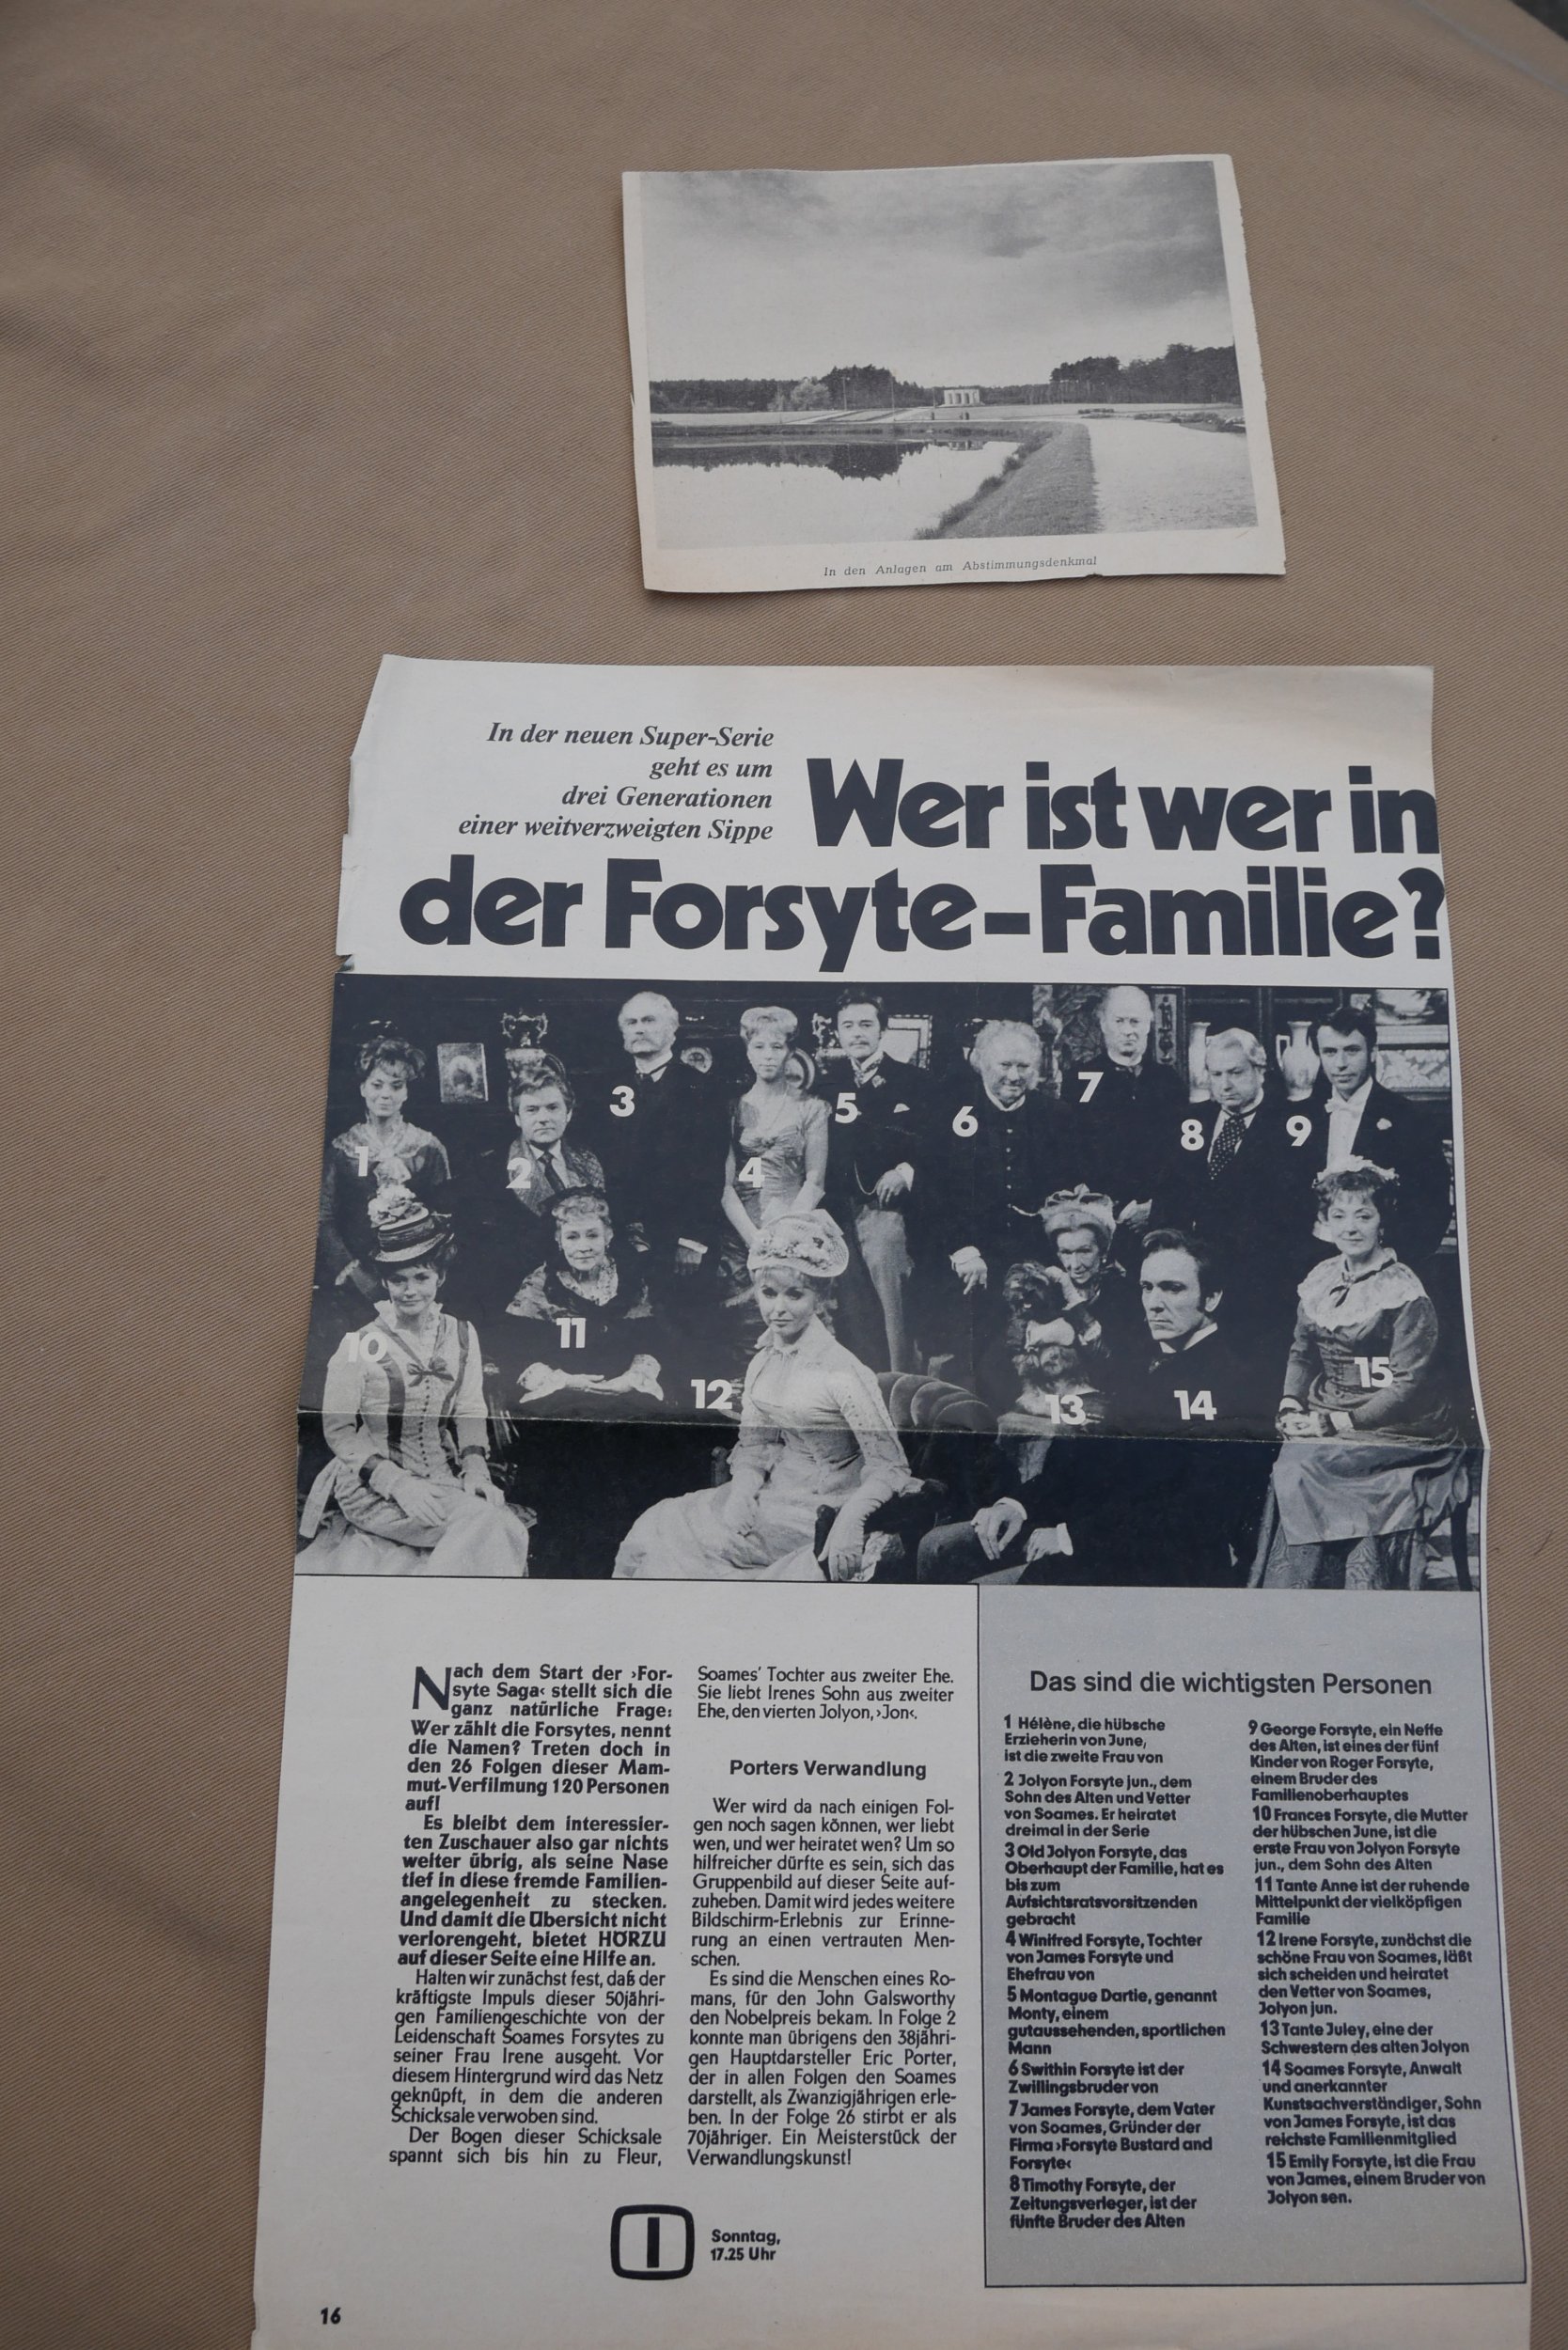 In den Anlagen am Abstimmungsdenkmal
In der neuen Super-Serie
geht es um
drei Generationen
einer weitverzweigten Sippe
Wer ist wer in
der Forsyte-Familie?
1
2
3
4
5
6
7
8
9
10
11
12
13
14
15
Nach dem Start der ›For-
syte Saga‹ stellt sich die
ganz natürliche Frage:
Wer zählt die Forsytes, nennt
die Namen? Treten doch in
den 26 Folgen dieser Mam-
mut-Verfilmung 120 Personen
auf!
Es bleibt dem interessier-
ten Zuschauer also gar nichts
weiter übrig, als seine Nase
tief in diese fremde Familien-
angelegenheit zu stecken.
Und damit die Übersicht nicht
verlorengeht, bietet HÖRZU
auf dieser Seite eine Hilfe an.
Halten wir zunächst fest, daß der
kräftigste Impuls dieser 50jähri-
gen Familiengeschichte von der
Leidenschaft Soames Forsytes zu
seiner Frau Irene ausgeht. Vor
diesem Hintergrund wird das Netz
geknüpft, in dem die anderen
Schicksale verwoben sind.
Der Bogen dieser Schicksale
spannt sich bis hin zu Fleur,
Soames' Tochter aus zweiter Ehe.
Sie liebt Irenes Sohn aus zweiter
Ehe, den vierten Jolyon, ›Jon‹.
Porters Verwandlung
Wer wird da nach einigen Fol-
gen noch sagen können, wer liebt
wen, und wer heiratet wen? Um so
hilfreicher dürfte es sein, sich das
Gruppenbild auf dieser Seite auf-
zuheben. Damit wird jedes weitere
Bildschirm-Erlebnis zur Erinne-
rung an einen vertrauten Men-
schen.
Es sind die Menschen eines Ro-
mans, für den John Galsworthy
den Nobelpreis bekam. In Folge 2
konnte man übrigens den 38jähri-
gen Hauptdarsteller Eric Porter,
der in allen Folgen den Soames
darstellt, als Zwanzigjährigen erle-
ben. In der Folge 26 stirbt er als
70jähriger. Ein Meisterstück der
Verwandlungskunst!
Sonntag,
17.25 Uhr
16
Das sind die wichtigsten Personen
1 Hélène, die hübsche
Erzieherin von June,
ist die zweite Frau von
2 Jolyon Forsyte jun., dem
Sohn des Alten und Vetter
von Soames. Er heiratet
dreimal in der Serie
3 Old Jolyon Forsyte, das
Oberhaupt der Familie, hat es
bis zum
Aufsichtsratsvorsitzenden
gebracht
4 Winifred Forsyte, Tochter
von James Forsyte und
Ehefrau von
5 Montague Dartie, genannt
Monty, einem
gutaussehenden, sportlichen
Mann
6 Swithin Forsyte ist der
Zwillingsbruder von
7 James Forsyte, dem Vater
von Soames, Gründer der
Firma ›Forsyte Bustard and
Forsyte‹
8 Timothy Forsyte, der
Zeitungsverleger, ist der
fünfte Bruder des Alten
9 George Forsyte, ein Neffe
des Alten, ist eines der fünf
Kinder von Roger Forsyte,
einem Bruder des
Familienoberhauptes
10 Frances Forsyte, die Mutter
der hübschen June, ist die
erste Frau von Jolyon Forsyte
jun., dem Sohn des Alten
11 Tante Anne ist der ruhende
Mittelpunkt der vielköpfigen
Familie
12 Irene Forsyte, zunächst die
schöne Frau von Soames, läßt
sich scheiden und heiratet
den Vetter von Soames,
Jolyon jun.
13 Tante Juley, eine der
Schwestern des alten Jolyon
14 Soames Forsyte, Anwalt
und anerkannter
Kunstsachverständiger, Sohn
von James Forsyte, ist das
reichste Familienmitglied
15 Emily Forsyte, ist die Frau
von James, einem Bruder von
Jolyon sen.